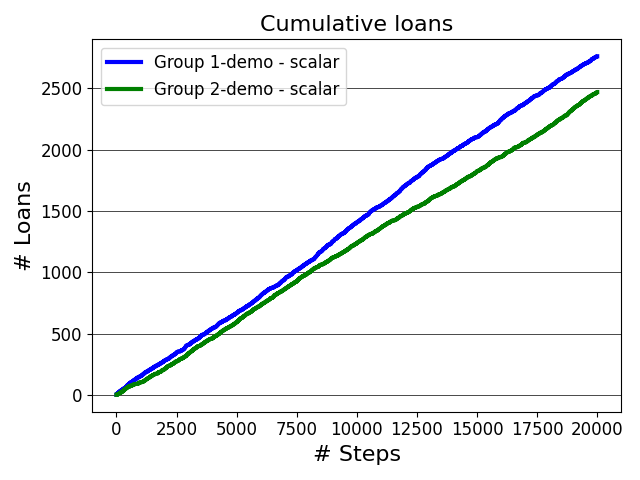 Cumulative loans
Group 1-demo - scalar
Group 2-demo - scalar
# Loans
2500
2000
1500
1000
500
0
0 2500 5000 7500 10000 12500 15000 17500 20000
# Steps